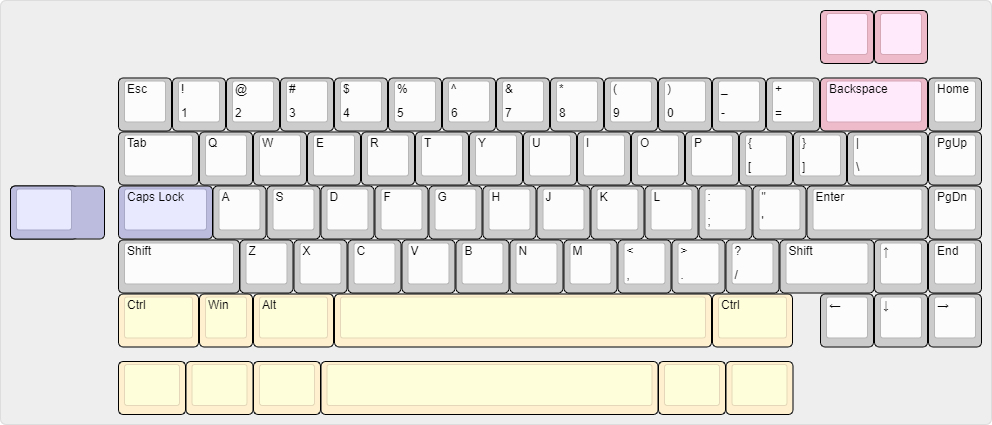 Esc ! @ # $ % ^ & * ( ) _ + Backspace Home
1 2 3 4 5 6 7 8 9 0 - =
Tab Q W E R T Y U I O P { } | PgUp
[ ] \
Caps Lock A S D F G H J K L : " Enter PgDn
; '
Shift Z X C V B N M < > ? Shift ↑ End
, . /
Ctrl Win Alt Ctrl ← ↓ →